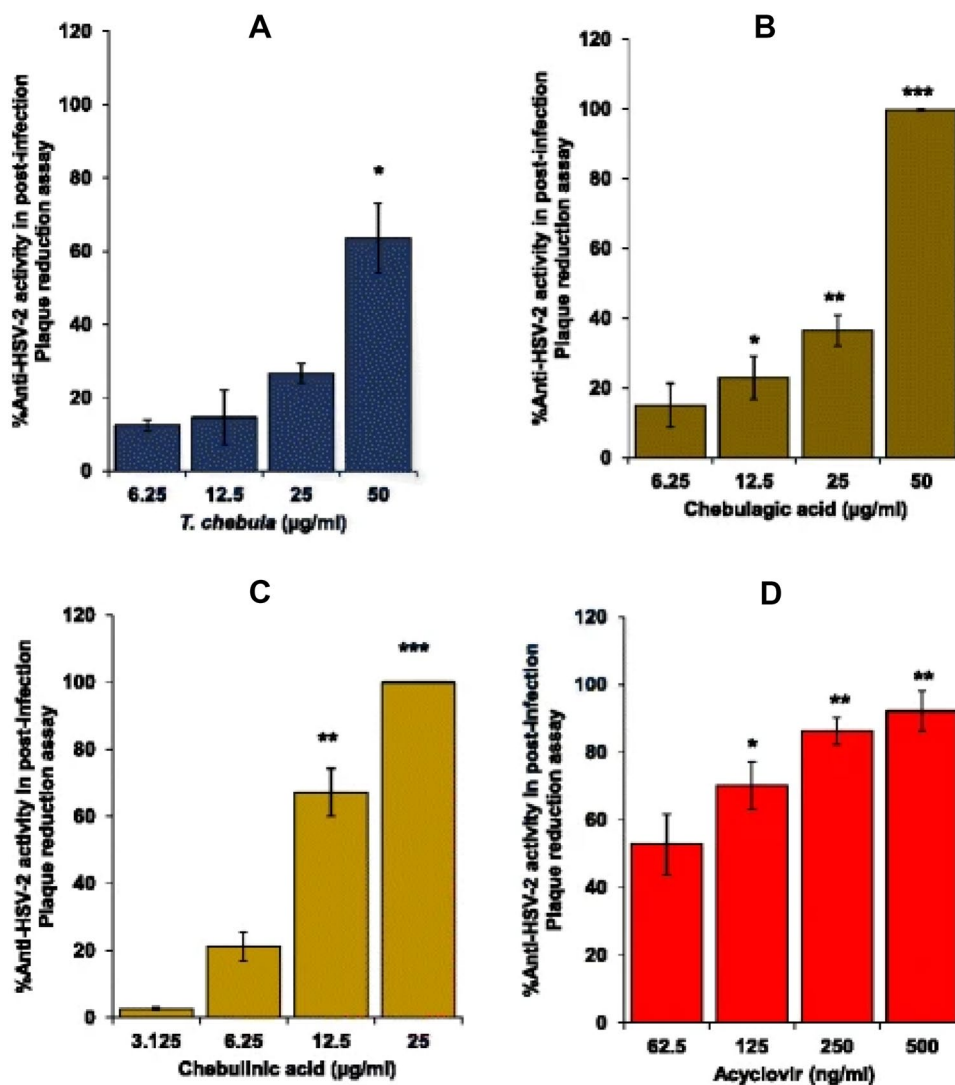 A
%Anti-HSV-2 activity in post-infection
Plaque reduction assay
120
100
80
60
40
20
0
*
6.25 12.5 25 50
T. chebula (µg/ml)
B
%Anti-HSV-2 activity in post-infection
Plaque reduction assay
120
100
80
60
40
20
0
*
**
***
6.25 12.5 25 50
Chebulagic acid (µg/ml)
C
%Anti-HSV-2 activity in post-infection
Plaque reduction assay
120
100
80
60
40
20
0
**
***
3.125 6.25 12.5 25
Chebulinic acid (µg/ml)
D
%Anti-HSV-2 activity in post-infection
Plaque reduction assay
120
100
80
60
40
20
0
*
**
**
62.5 125 250 500
Acyclovir (ng/ml)